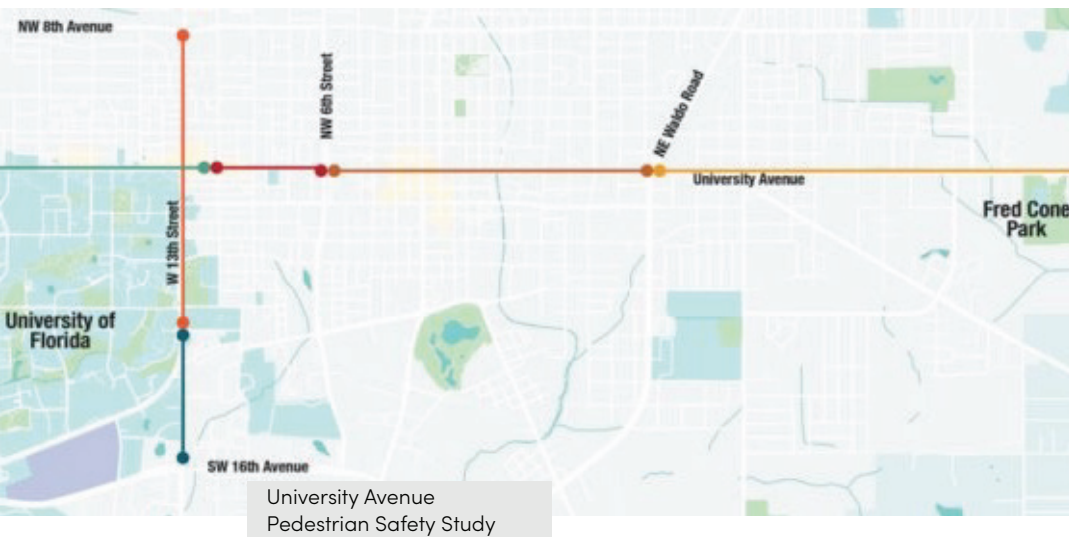 NW 8th Avenue
NW 6th Street
NE Waldo Road
University Avenue
Fred Cone
Park
W 13th Street
University of
Florida
SW 16th Avenue
University Avenue
Pedestrian Safety Study